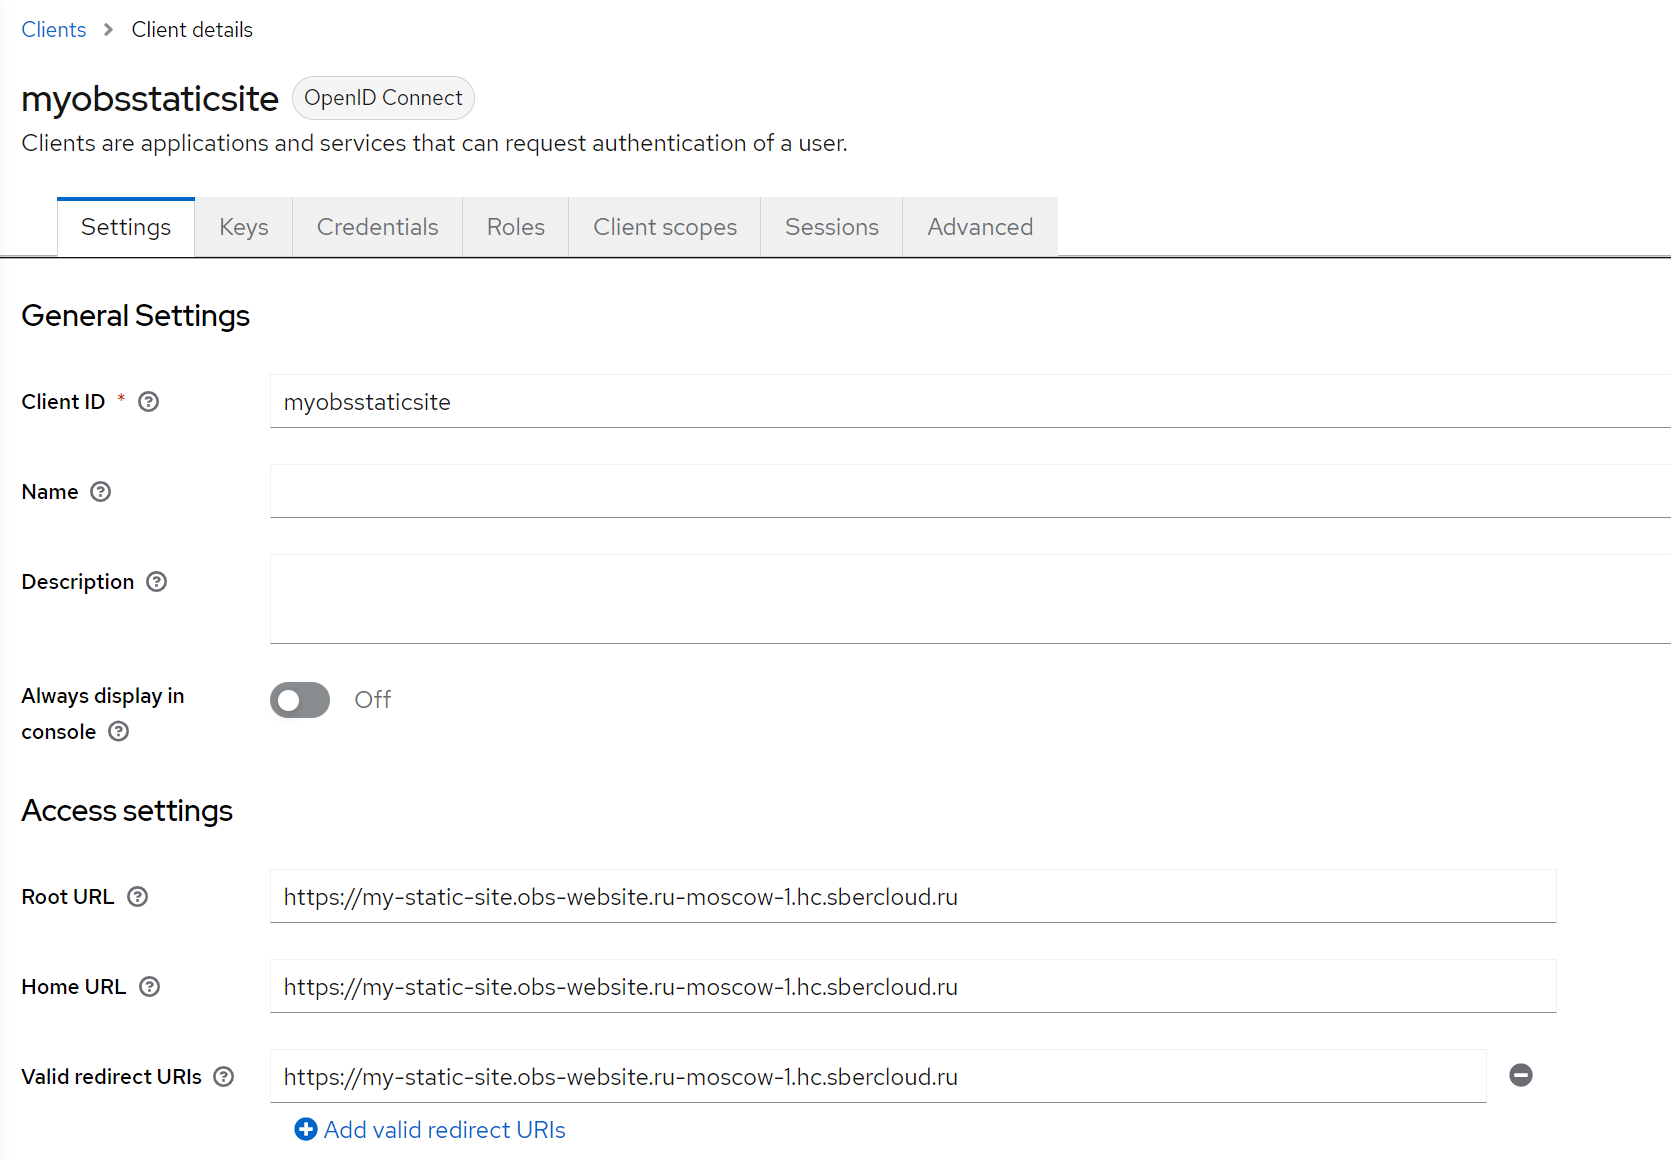 Clients > Client details
myobsstaticsite OpenID Connect
Clients are applications and services that can request authentication of a user.
Settings Keys Credentials Roles Client scopes Sessions Advanced
General Settings
Client ID * myobsstaticsite
Name
Description
Always display in
console
Off
Access settings
Root URL https://my-static-site.obs-website.ru-moscow-1.hc.sbercloud.ru
Home URL https://my-static-site.obs-website.ru-moscow-1.hc.sbercloud.ru
Valid redirect URIs https://my-static-site.obs-website.ru-moscow-1.hc.sbercloud.ru
Add valid redirect URIs